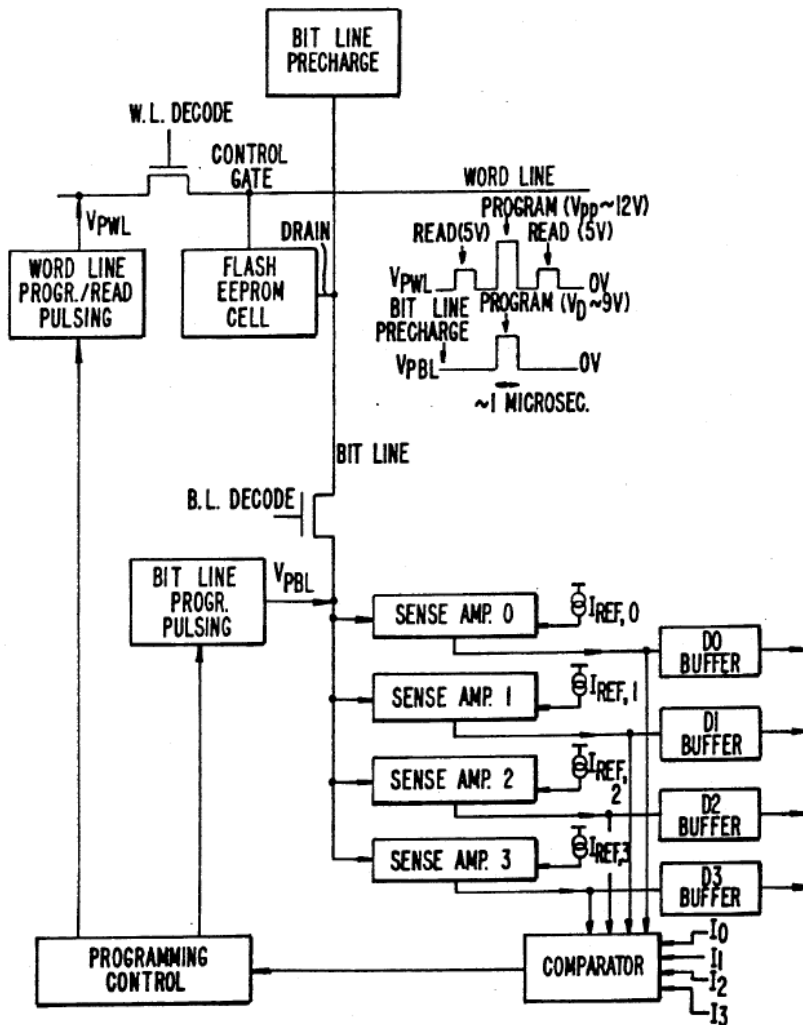 BIT LINE
PRECHARGE
W.L. DECODE
CONTROL
GATE
WORD LINE
PROGRAM (Vpp~12V)
READ(5V)
READ (5V)
DRAIN
VPWL
WORD LINE
PROGR./READ
PULSING
FLASH
EEPROM
CELL
VPWL
0V
BIT LINE
PRECHARGE
PROGRAM (VD~9V)
VPBL
0V
~1 MICROSEC.
BIT LINE
B.L. DECODE
BIT LINE
PROGR.
PULSING
VPBL
SENSE AMP. 0
IREF, 0
D0
BUFFER
SENSE AMP. 1
IREF, 1
D1
BUFFER
SENSE AMP. 2
IREF,
2
D2
BUFFER
SENSE AMP. 3
IREF,3
D3
BUFFER
PROGRAMMING
CONTROL
COMPARATOR
I0
I1
I2
I3